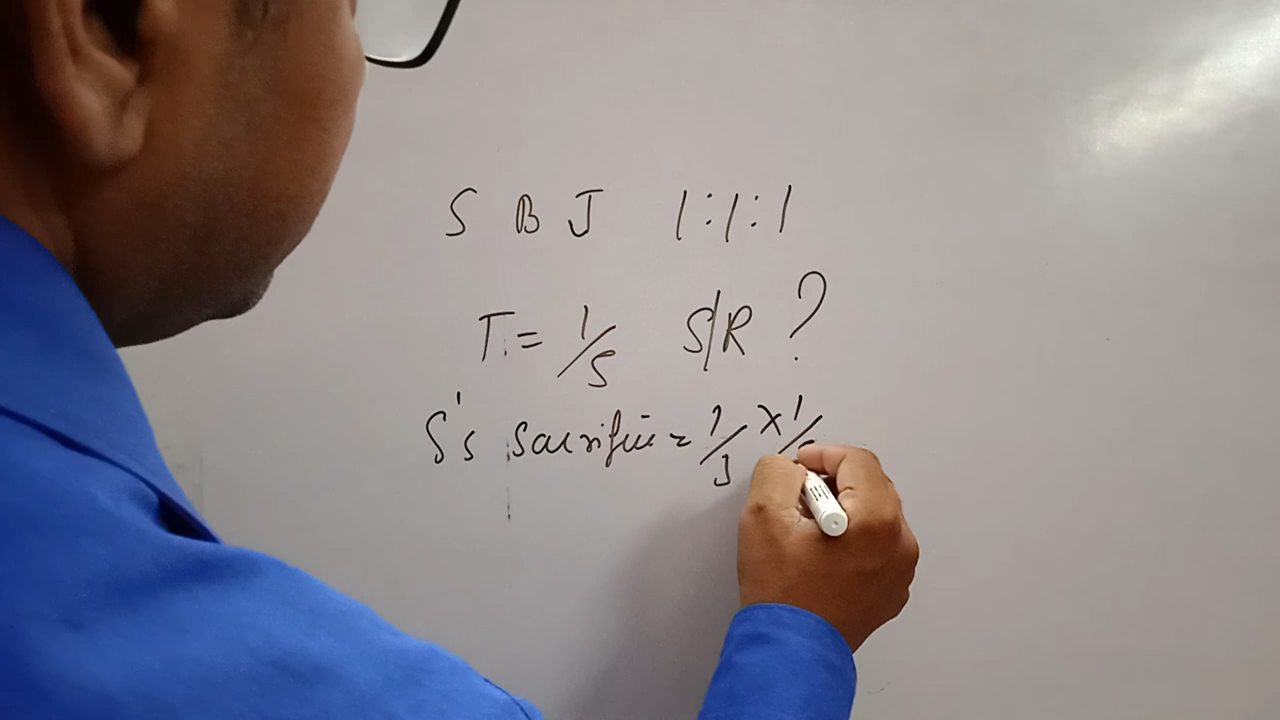 S B J 1:1:1
T = 1/5 S/R ?
S's sacrifice = 1/3 × 1/